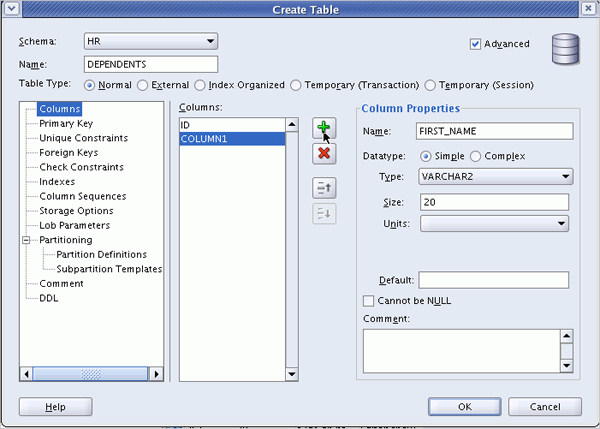 Create Table
Schema: HR
Advanced
Name: DEPENDENTS
Table Type: Normal External Index Organized Temporary (Transaction) Temporary (Session)
Columns
Primary Key
Unique Constraints
Foreign Keys
Check Constraints
Indexes
Column Sequences
Storage Options
Lob Parameters
Partitioning
Partition Definitions
Subpartition Templates
Comment
DDL
Columns:
ID
COLUMN1
Column Properties
Name: FIRST_NAME
Datatype: Simple Complex
Type: VARCHAR2
Size: 20
Units:
Default:
Cannot be NULL
Comment:
Help
OK
Cancel